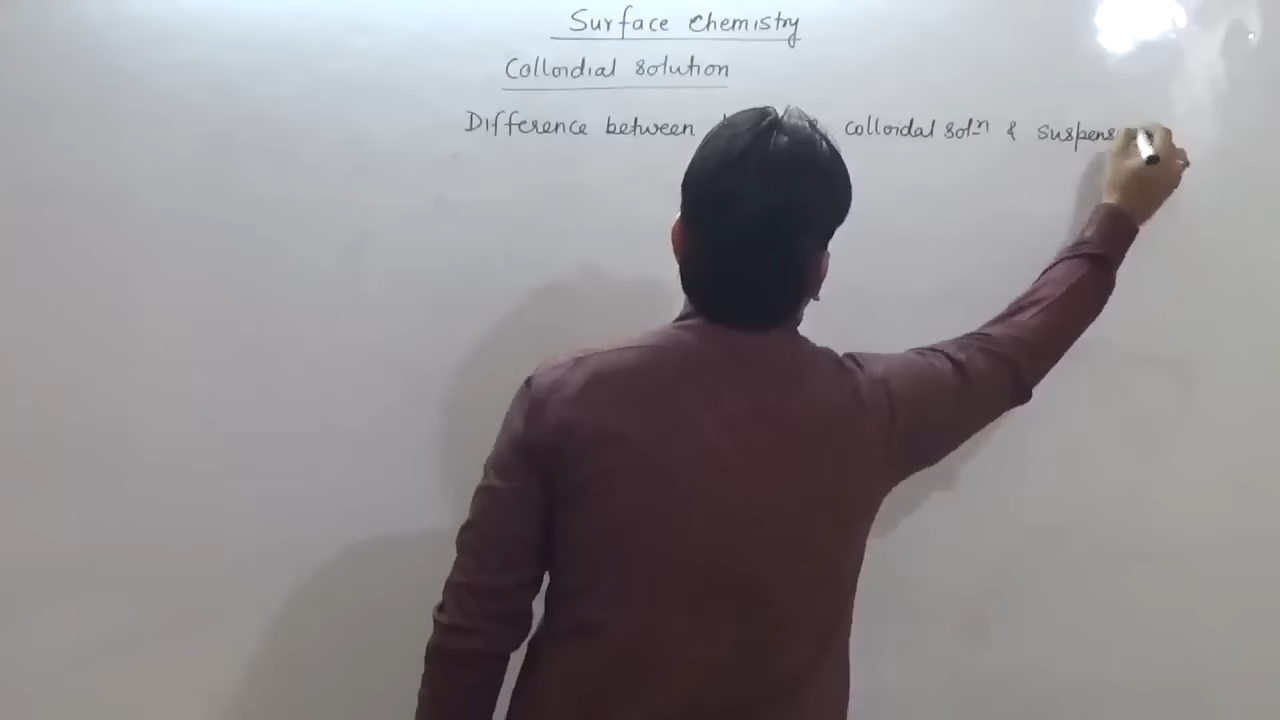 Surface Chemistry
Colloidial solution
Difference between colloidal solⁿ & suspens